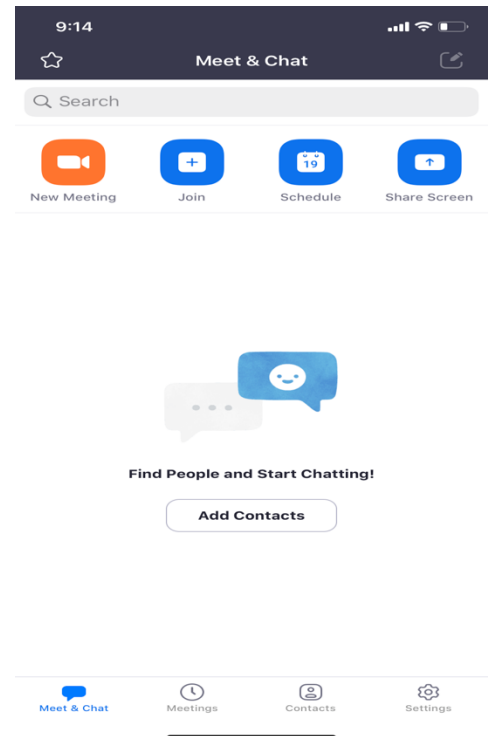 9:14
Meet & Chat
Search
New Meeting
Join
19
Schedule
Share Screen
Find People and Start Chatting!
Add Contacts
Meet & Chat
Meetings
Contacts
Settings